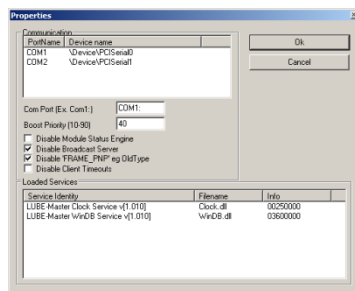 Properties
Communication
PortName Device name
COM1 \Device\PCISerial0
COM2 \Device\PCISerial1
Ok
Cancel
Com Port (Ex. Com1:) COM1:
Boost Priority (10-90) 40
Disable Module Status Engine
Disable Broadcast Server
Disable 'FRAME_PNP' eg OldType
Disable Client Timeouts
Loaded Services
Service Identity Filename Info
LUBE-Master Clock Service v[1.010] Clock.dll 00250000
LUBE-Master WinDB Service v[1.010] WinDB.dll 03600000